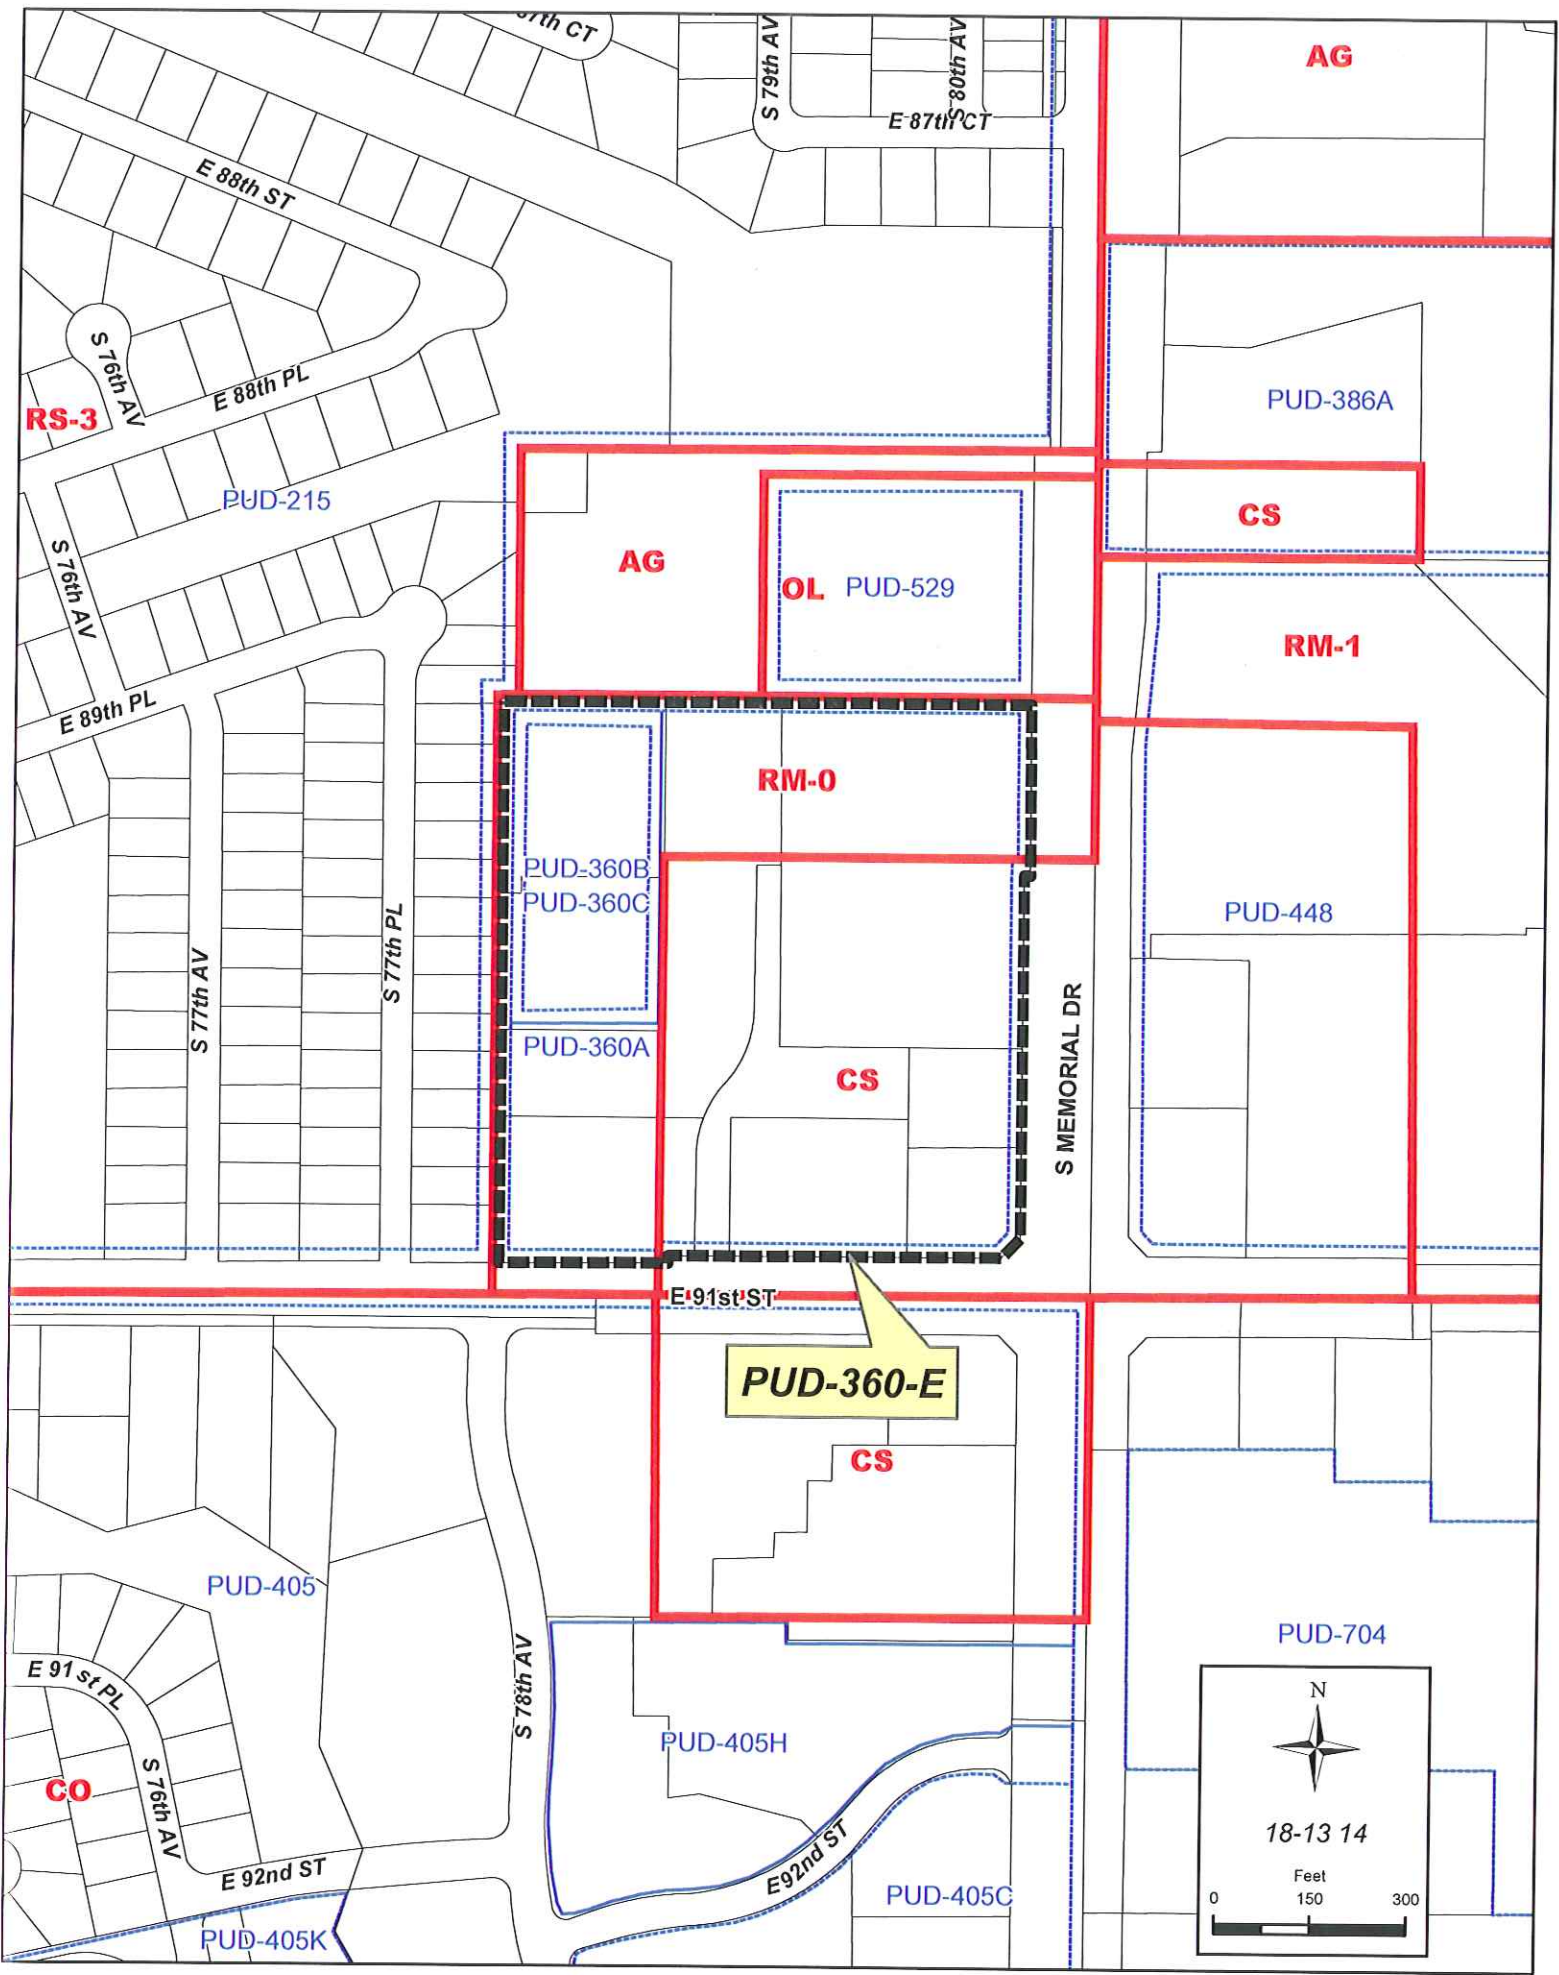 87th CT
S 79th AV
S 80th AV
AG
E 87th CT
E 88th ST
S 76th AV
E 88th PL
RS-3
PUD-386A
PUD-215
CS
S 76th AV
AG
OL
PUD-529
RM-1
E 89th PL
RM-0
PUD-360B
PUD-360C
PUD-448
S 77th AV
S 77th PL
PUD-360A
CS
S MEMORIAL DR
E 91st ST
PUD-360-E
CS
PUD-405
PUD-704
E 91st PL
S 78th AV
N
PUD-405H
CO
S 76th AV
18-13 14
E 92nd ST
E 92nd ST
Feet
PUD-405C
0 150 300
PUD-405K